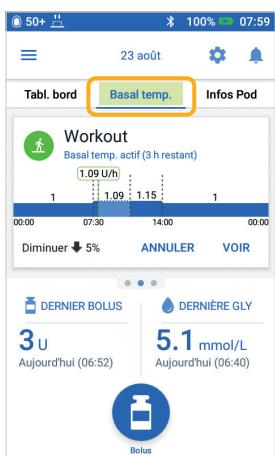 50+ 100% 07:59
23 août
Tabl. bord Basal temp. Infos Pod
Workout
Basal temp. actif (3 h restant)
1.09 U/h
1 1.09 1.15 1
00:00 07:30 14:00 00:00
Diminuer 5% ANNULER VOIR
DERNIER BOLUS DERNIÈRE GLY
3 U 5.1 mmol/L
Aujourd'hui (06:52) Aujourd'hui (06:40)
Bolus